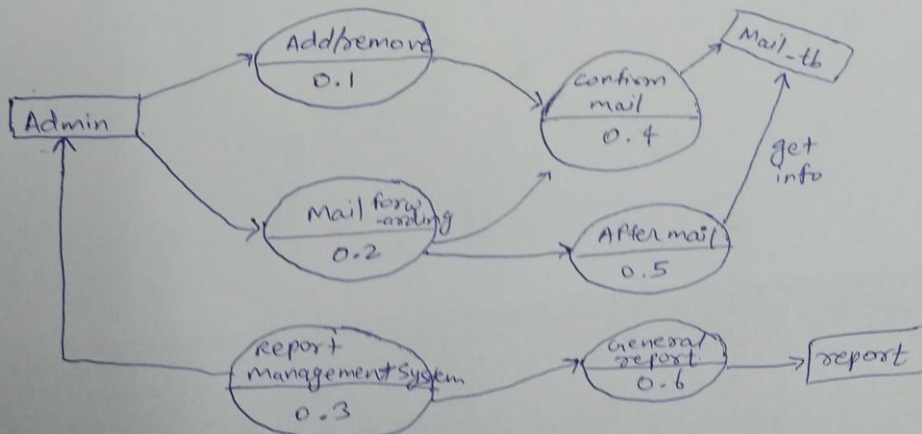 Add/remove
0.1
Admin
confirm
mail
0.4
Mail_tb
get
info
Mail forw
-arding
0.2
After mail
0.5
Report
Management System
0.3
General
report
0.6
report